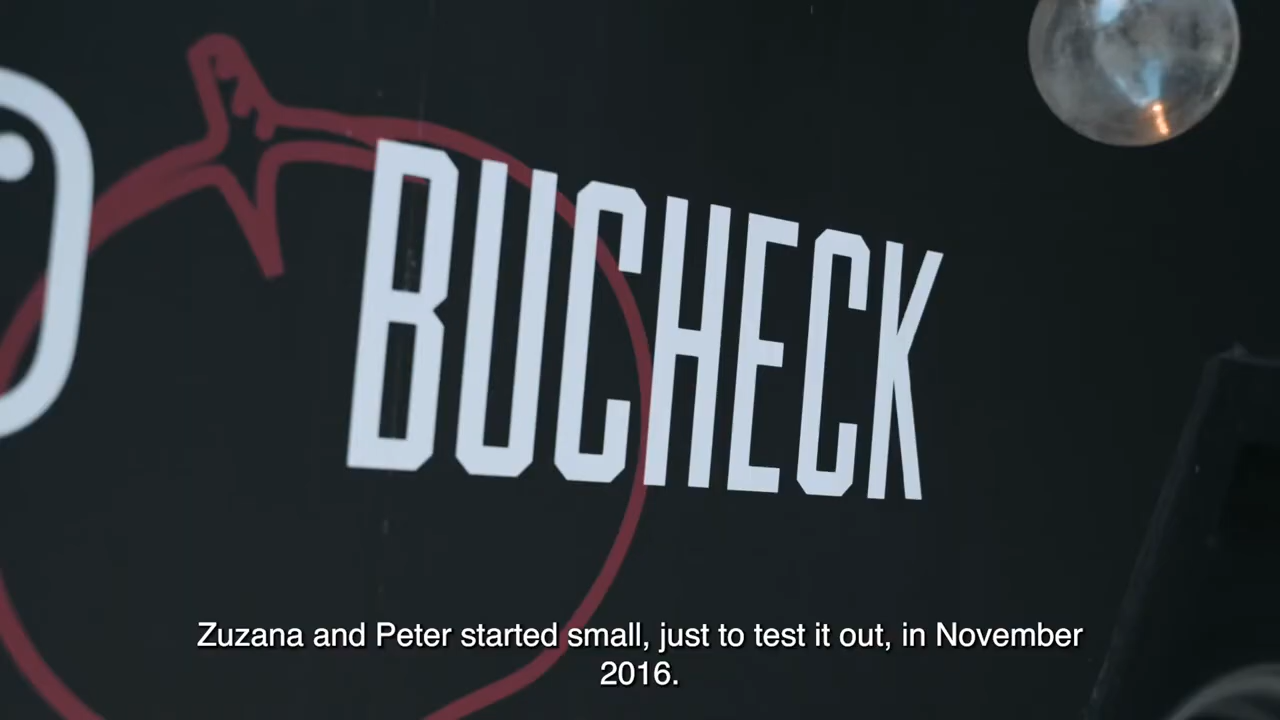 BUCHECK
Zuzana and Peter started small, just to test it out, in November
2016.